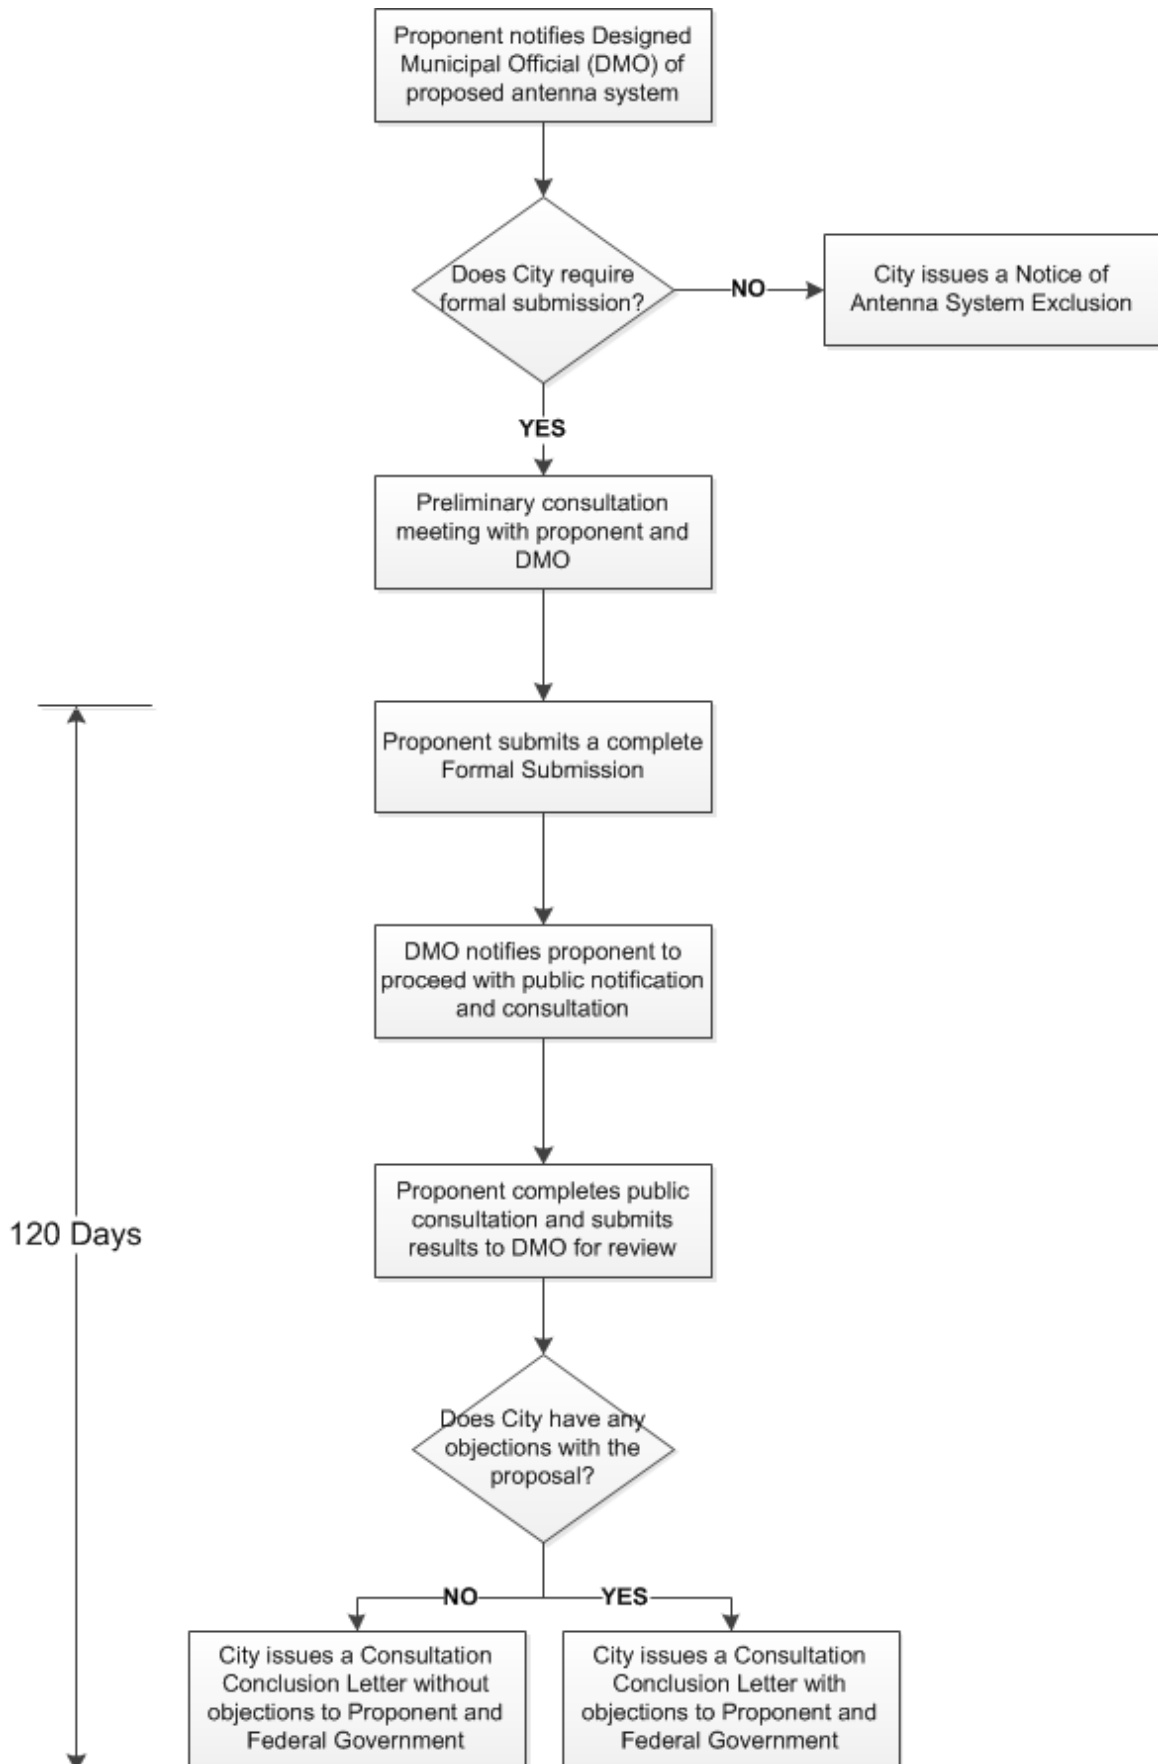 Proponent notifies Designed
Municipal Official (DMO) of
proposed antenna system
Does City require
formal submission?
NO
City issues a Notice of
Antenna System Exclusion
YES
Preliminary consultation
meeting with proponent and
DMO
Proponent submits a complete
Formal Submission
DMO notifies proponent to
proceed with public notification
and consultation
Proponent completes public
consultation and submits
results to DMO for review
120 Days
Does City have any
objections with the
proposal?
NO
YES
City issues a Consultation
Conclusion Letter without
objections to Proponent and
Federal Government
City issues a Consultation
Conclusion Letter with
objections to Proponent and
Federal Government